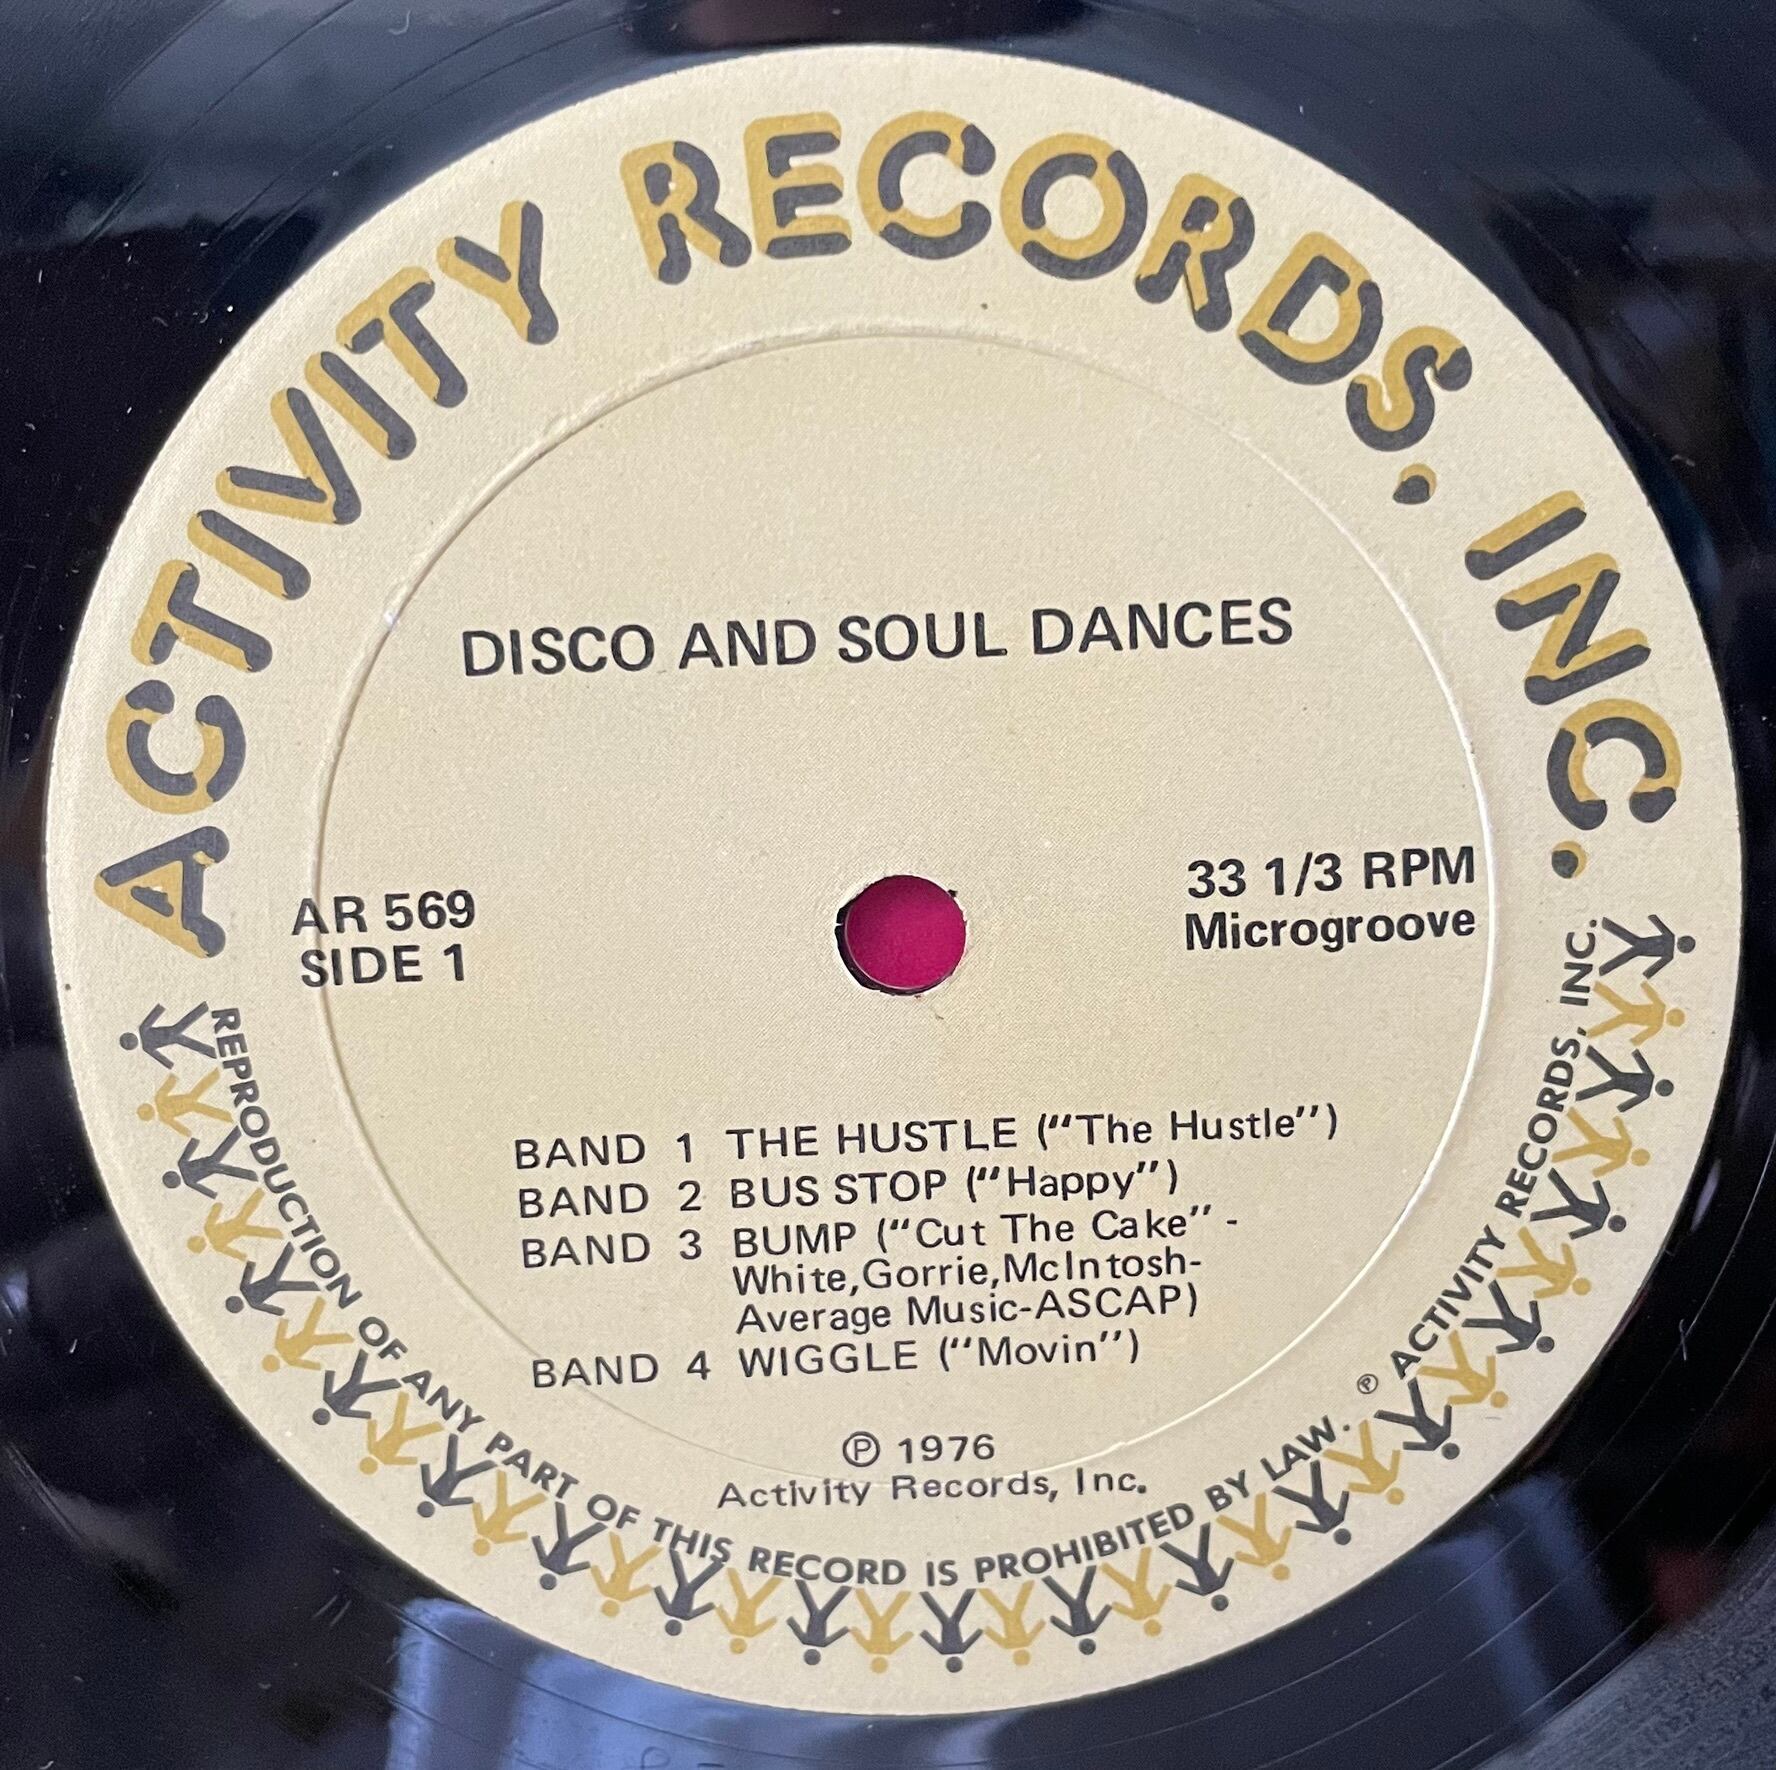 ACTIVITY RECORDS, INC.
DISCO AND SOUL DANCES
AR 569
SIDE 1
33 1/3 RPM
Microgroove
BAND 1 THE HUSTLE ("The Hustle")
BAND 2 BUS STOP ("Happy")
BAND 3 BUMP ("Cut The Cake" -
White,Gorrie,McIntosh-
Average Music-ASCAP)
BAND 4 WIGGLE ("Movin")
℗ 1976
Activity Records, Inc.
REPRODUCTION OF ANY PART OF THIS RECORD IS PROHIBITED BY LAW. ℗ ACTIVITY RECORDS, INC.